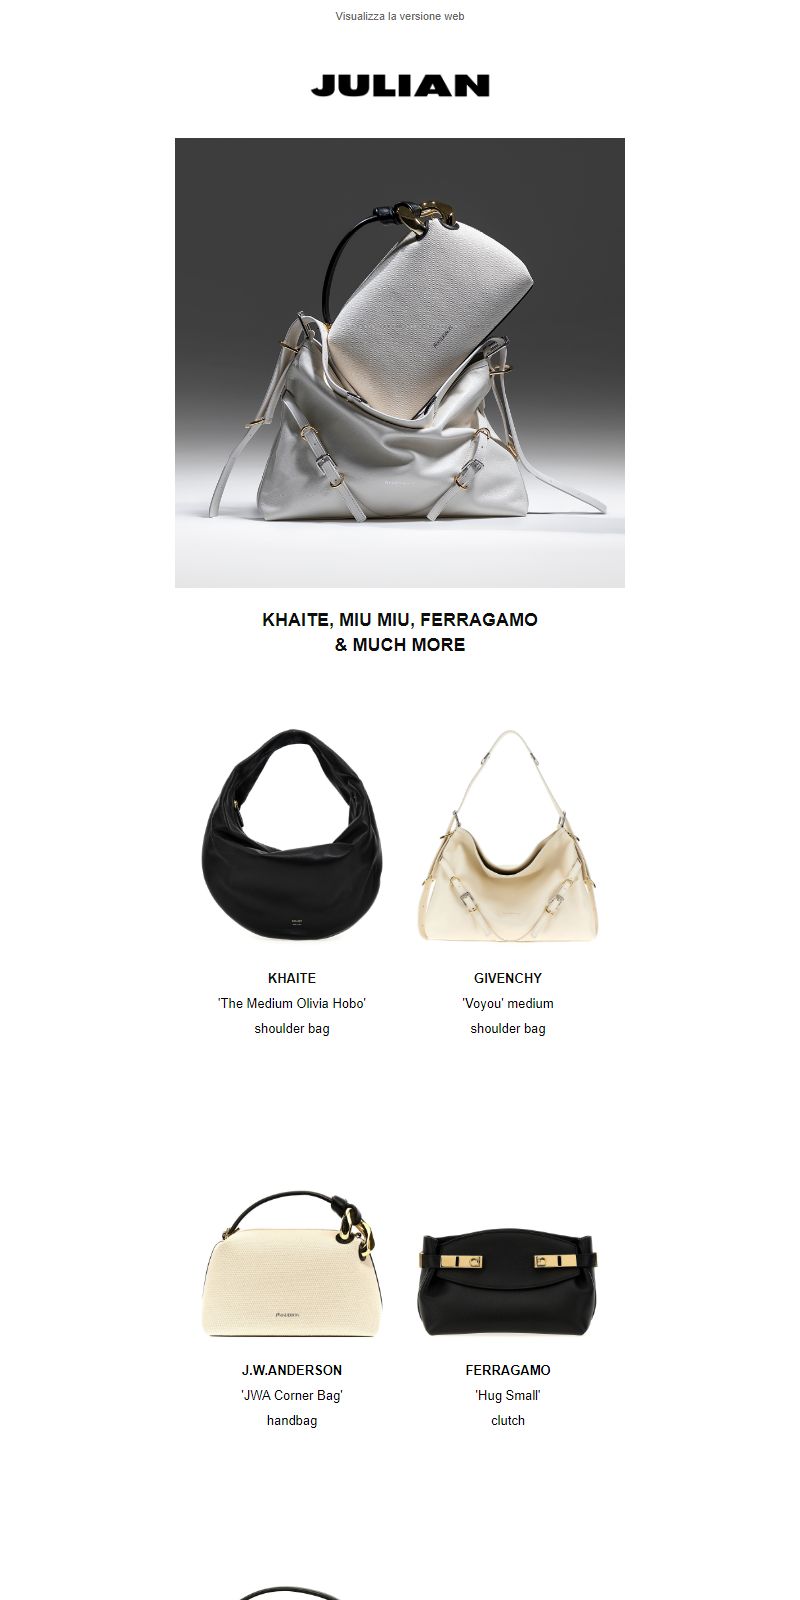 Visualizza la versione web
JULIAN
KHAITE, MIU MIU, FERRAGAMO
& MUCH MORE
KHAITE
'The Medium Olivia Hobo'
shoulder bag
GIVENCHY
'Voyou' medium
shoulder bag
J.W.ANDERSON
'JWA Corner Bag'
handbag
FERRAGAMO
'Hug Small'
clutch